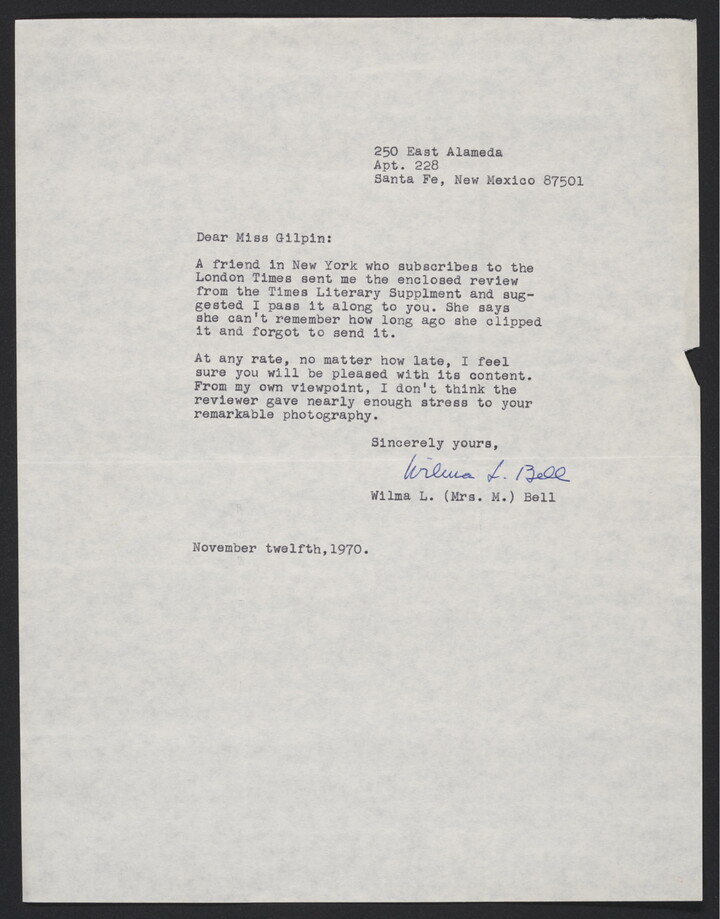 250 East Alameda
Apt. 228
Santa Fe, New Mexico 87501
Dear Miss Gilpin:
A friend in New York who subscribes to the
London Times sent me the enclosed review
from the Times Literary Supplment and sug-
gested I pass it along to you. She says
she can't remember how long ago she clipped
it and forgot to send it.
At any rate, no matter how late, I feel
sure you will be pleased with its content.
From my own viewpoint, I don't think the
reviewer gave nearly enough stress to your
remarkable photography.
Sincerely yours,
Wilma L. Bell
Wilma L. (Mrs. M.) Bell
November twelfth,1970.